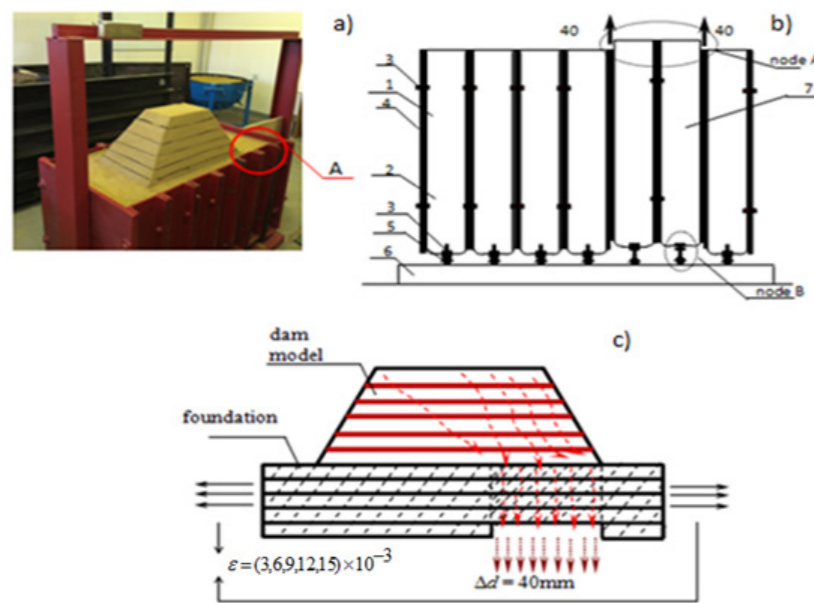 a)
A
b)
40
40
node A
3
1
4
7
2
3
5
6
node B
c)
dam
model
foundation
ε=(3,6,9,12,15)×10⁻³
Δd = 40mm